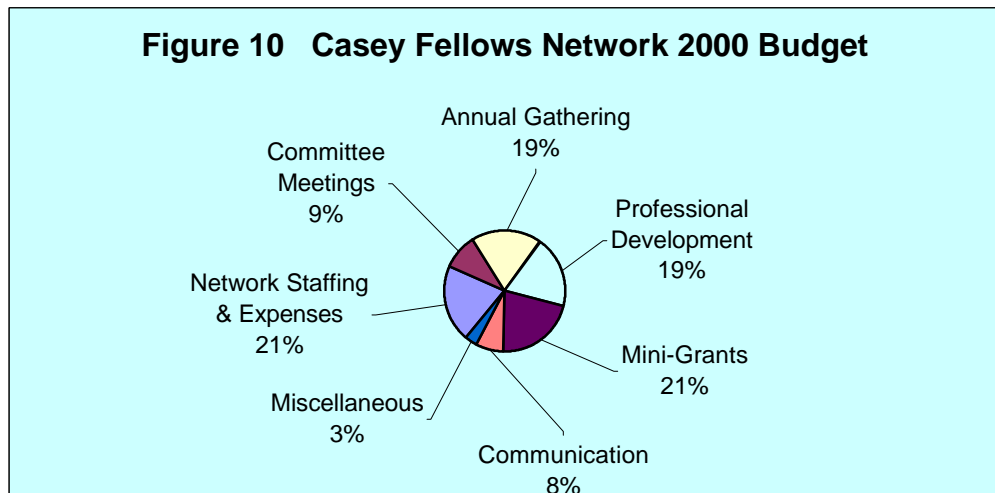 Figure 10 Casey Fellows Network 2000 Budget
Annual Gathering
19%
Committee
Meetings
9%
Professional
Development
19%
Network Staffing
& Expenses
21%
Mini-Grants
21%
Miscellaneous
3%
Communication
8%